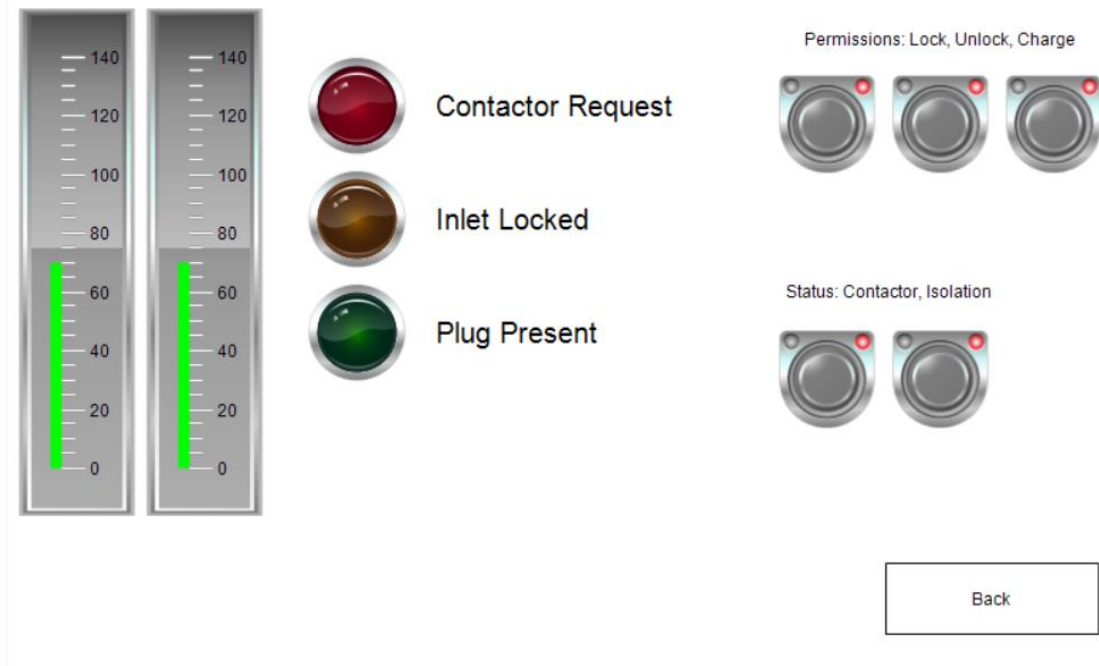 140
120
100
80
60
40
20
0
140
120
100
80
60
40
20
0
Contactor Request
Inlet Locked
Plug Present
Permissions: Lock, Unlock, Charge
Status: Contactor, Isolation
Back